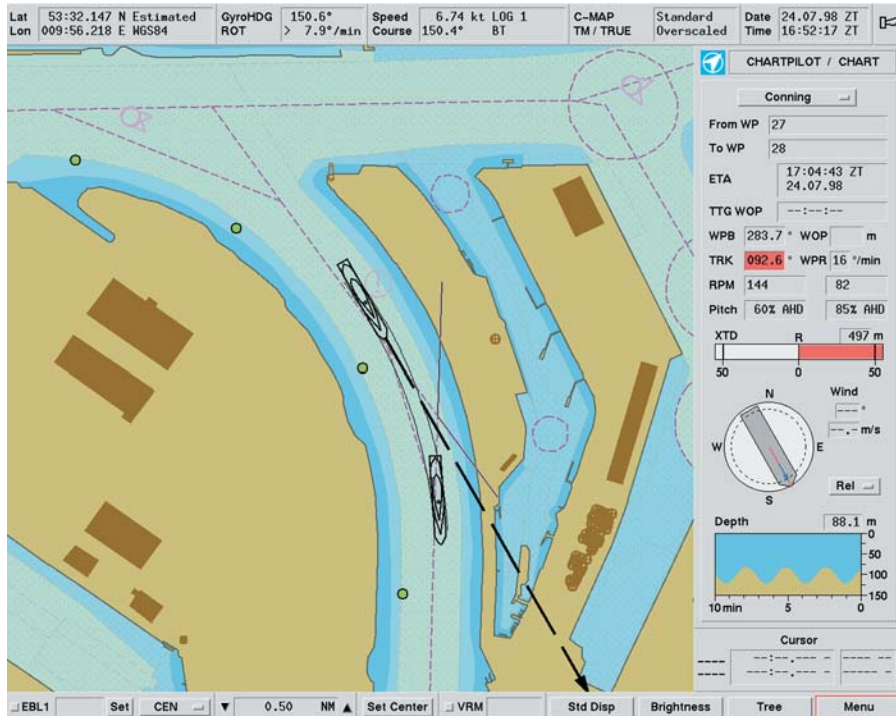 Lat 53:32.147 N Estimated GyroHDG 150.6° Speed 6.74 kt LOG 1 C-MAP Standard Date 24.07.98 ZT
Lon 009:56.218 E WGS84 ROT > 7.9°/min Course 150.4° BT TM / TRUE Overscaled Time 16:52:17 ZT
CHARTPILOT / CHART
Conning
From WP 27
To WP 28
ETA 17:04:43 ZT
24.07.98
TTG WOP --:--:--
WPB 283.7 ° WOP m
TRK 092.6 ° WPR 16 °/min
RPM 144 82
Pitch 60% AHD 85% AHD
XTD R 497 m
50 0 50
Wind
N
--- °
--.- m/s
W E
S
Rel
Depth 88.1 m
0
50
100
150
10 min 5 0
Cursor
---- --:--.--- - ---- --
---- --:--.--- - ---- --
EBL1 Set CEN ▼ 0.50 NM ▲ Set Center VRM Std Disp Brightness Tree Menu